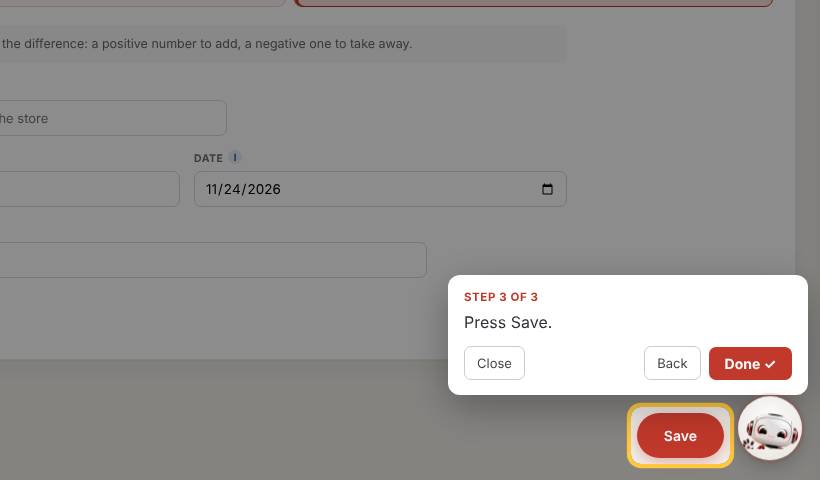 the difference: a positive number to add, a negative one to take away.
he store
DATE I
11/24/2026
STEP 3 OF 3
Press Save.
Close
Back
Done ✓
Save